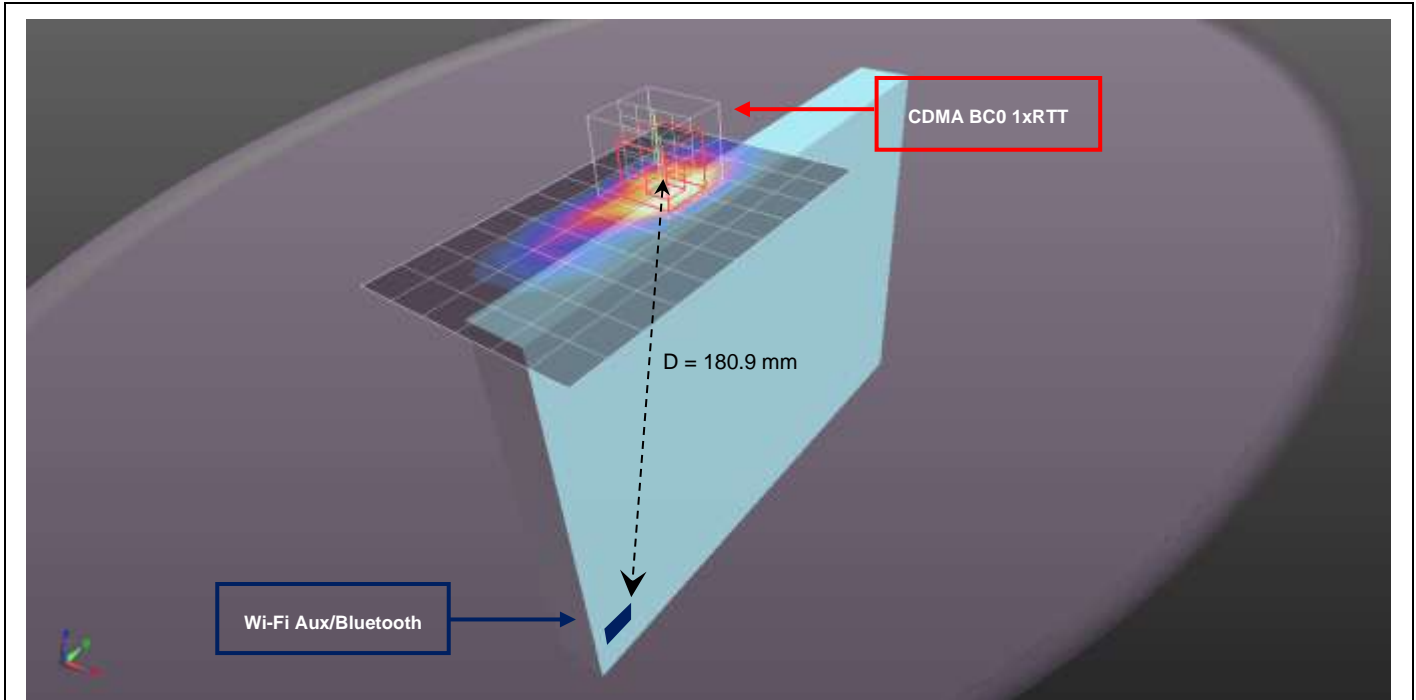 CDMA BC0 1xRTT
D = 180.9 mm
Wi-Fi Aux/Bluetooth